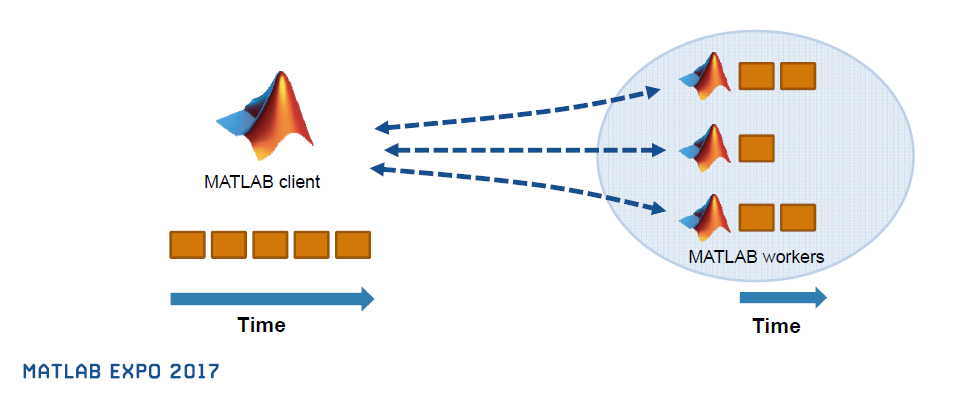 MATLAB client
MATLAB workers
Time
Time
MATLAB EXPO 2017